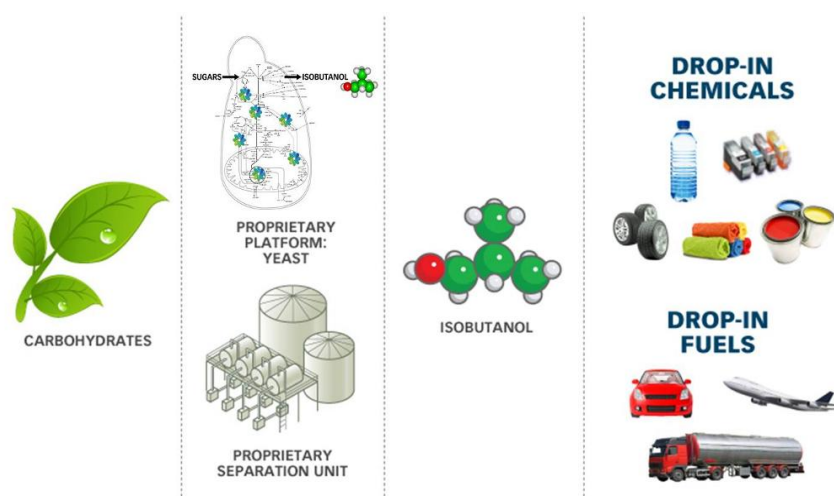 CARBOHYDRATES
SUGARS
ISOBUTANOL
PROPRIETARY
PLATFORM:
YEAST
PROPRIETARY
SEPARATION UNIT
ISOBUTANOL
DROP-IN
CHEMICALS
DROP-IN
FUELS